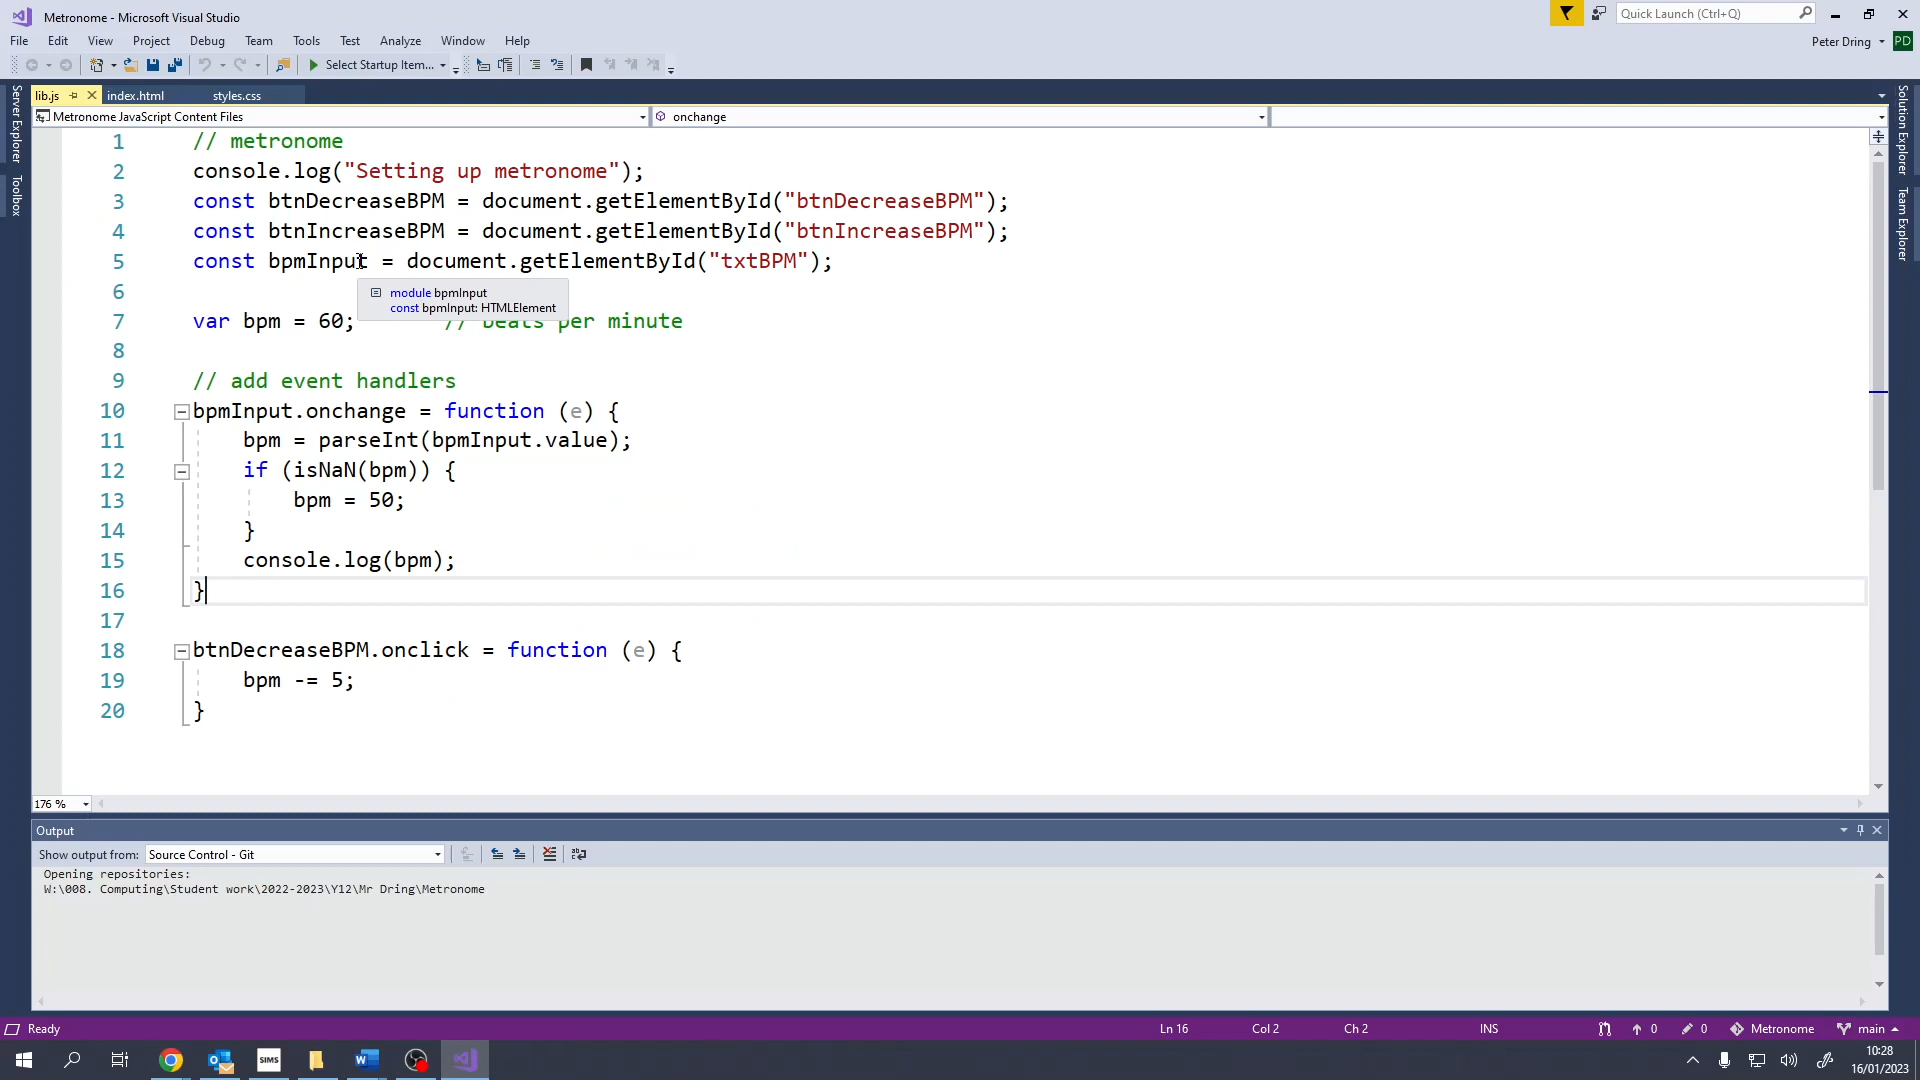 Metronome - Microsoft Visual Studio
Quick Launch (Ctrl+Q)
File Edit View Project Debug Team Tools Test Analyze Window Help
Peter Dring PD
Select Startup Item...
Server Explorer
Toolbox
Solution Explorer
Team Explorer
lib.js index.html styles.css
Metronome JavaScript Content Files onchange
1 // metronome
2 console.log("Setting up metronome");
3 const btnDecreaseBPM = document.getElementById("btnDecreaseBPM");
4 const btnIncreaseBPM = document.getElementById("btnIncreaseBPM");
5 const bpmInput = document.getElementById("txtBPM");
6
module bpmInput
const bpmInput: HTMLElement
7 var bpm = 60; // beats per minute
8
9 // add event handlers
10 bpmInput.onchange = function (e) {
11 bpm = parseInt(bpmInput.value);
12 if (isNaN(bpm)) {
13 bpm = 50;
14 }
15 console.log(bpm);
16 }
17
18 btnDecreaseBPM.onclick = function (e) {
19 bpm -= 5;
20 }
176 %
Output
Show output from: Source Control - Git
Opening repositories:
W:\008. Computing\Student work\2022-2023\Y12\Mr Dring\Metronome
Ready Ln 16 Col 2 Ch 2 INS 0 0 Metronome main
SIMS
10:28
16/01/2023